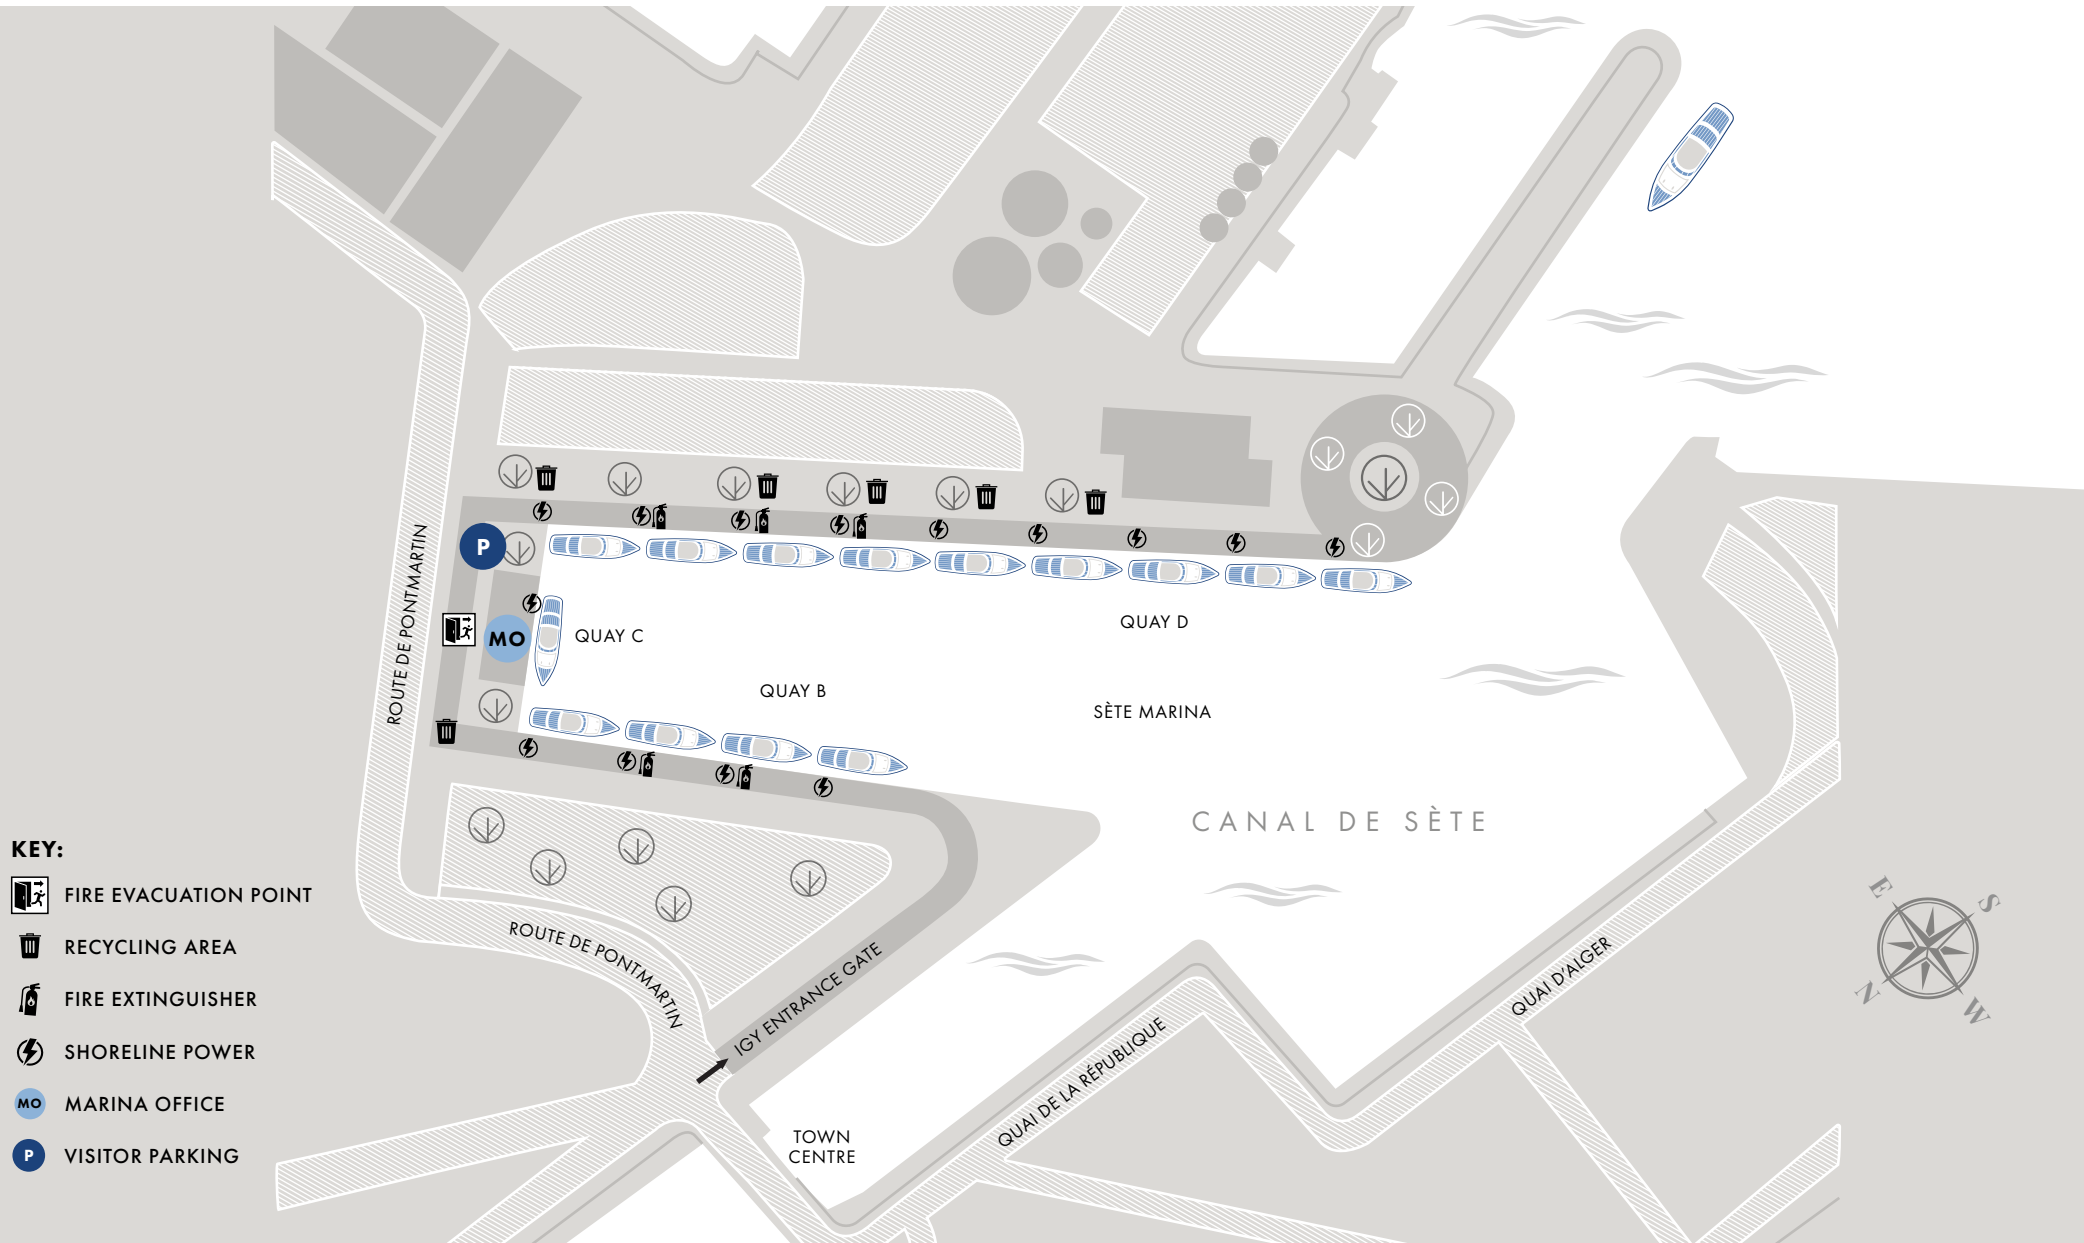 ROUTE DE PONTMARTIN
P
MO
QUAY C
QUAY D
QUAY B
SÈTE MARINA
CANAL DE SÈTE
KEY:
FIRE EVACUATION POINT
RECYCLING AREA
FIRE EXTINGUISHER
SHORELINE POWER
MO MARINA OFFICE
P VISITOR PARKING
ROUTE DE PONTMARTIN
IGY ENTRANCE GATE
TOWN
CENTRE
QUAI DE LA RÉPUBLIQUE
QUAI D'ALGER
E
S
N
W